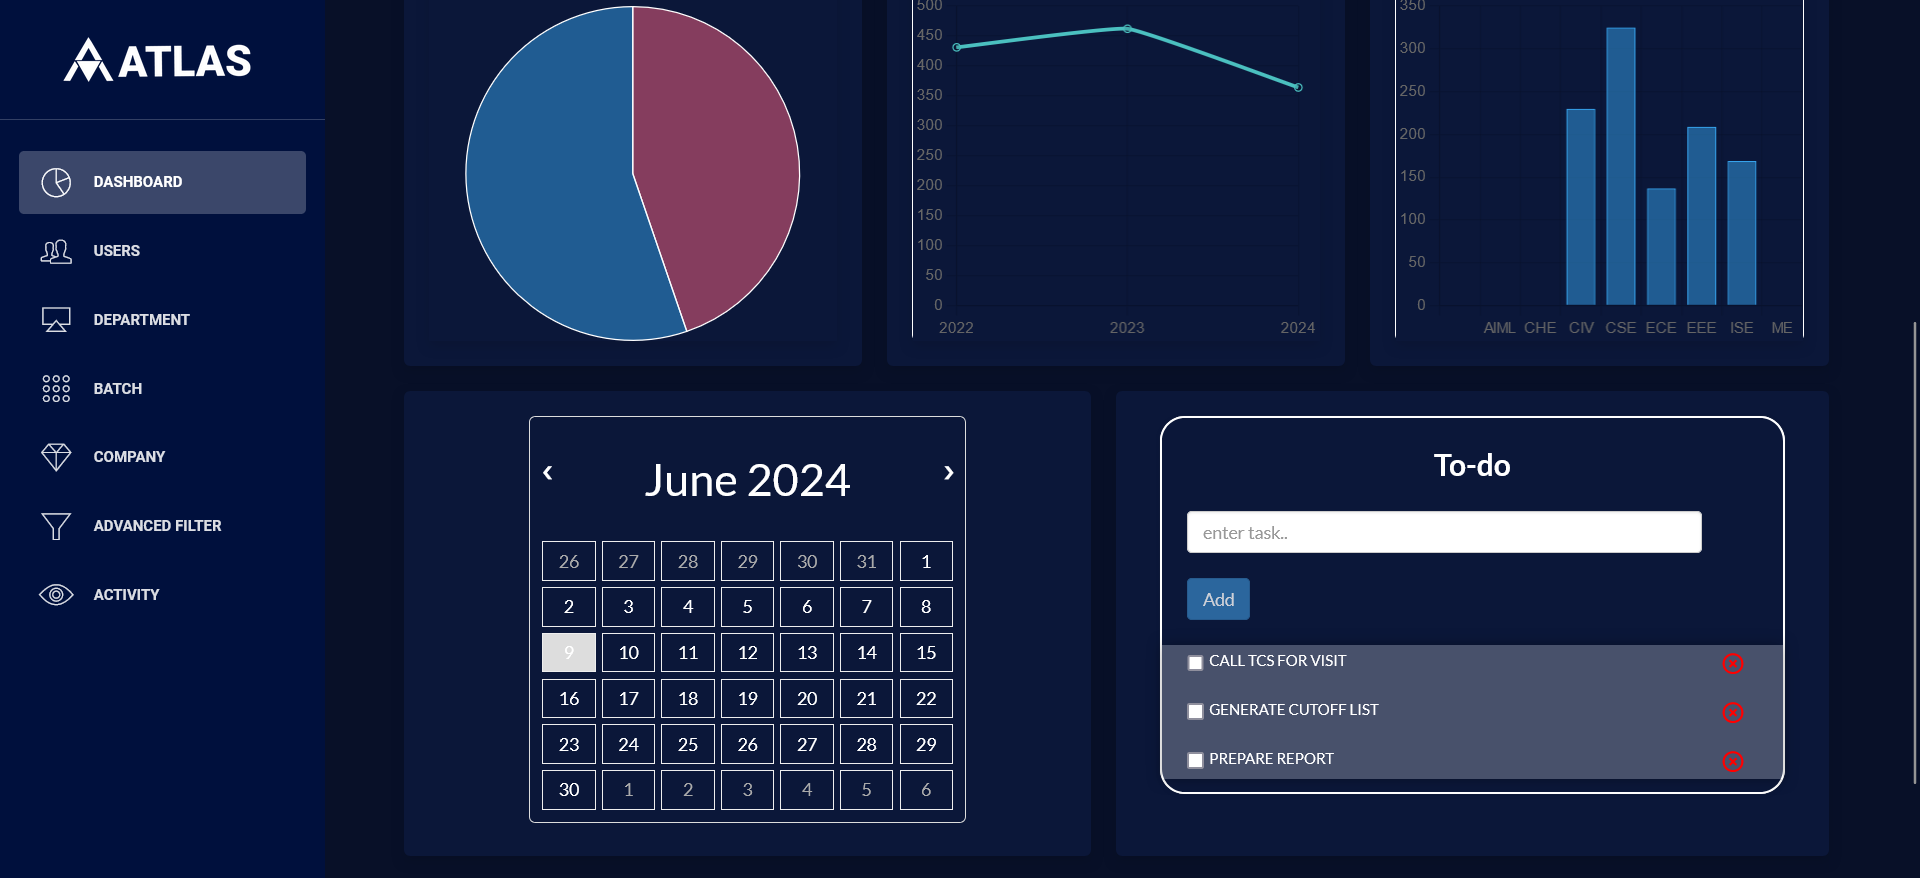 ATLAS
DASHBOARD
USERS
DEPARTMENT
BATCH
COMPANY
ADVANCED FILTER
ACTIVITY
500
450
400
350
300
250
200
150
100
50
0
2022 2023 2024
350
300
250
200
150
100
50
0
AIML CHE CIV CSE ECE EEE ISE ME
‹ June 2024 ›
26 27 28 29 30 31 1
2 3 4 5 6 7 8
9 10 11 12 13 14 15
16 17 18 19 20 21 22
23 24 25 26 27 28 29
30 1 2 3 4 5 6
To-do
enter task..
Add
CALL TCS FOR VISIT
GENERATE CUTOFF LIST
PREPARE REPORT